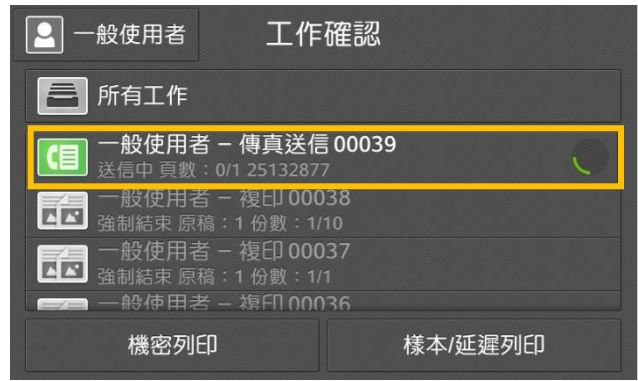 一般使用者
工作確認
所有工作
一般使用者 – 傳真送信 00039
送信中 頁數：0/1 25132877
一般使用者 – 複印 00038
強制結束 原稿：1 份數：1/10
一般使用者 – 複印 00037
強制結束 原稿：1 份數：1/1
一般使用者 – 複印 00036
機密列印
樣本/延遲列印